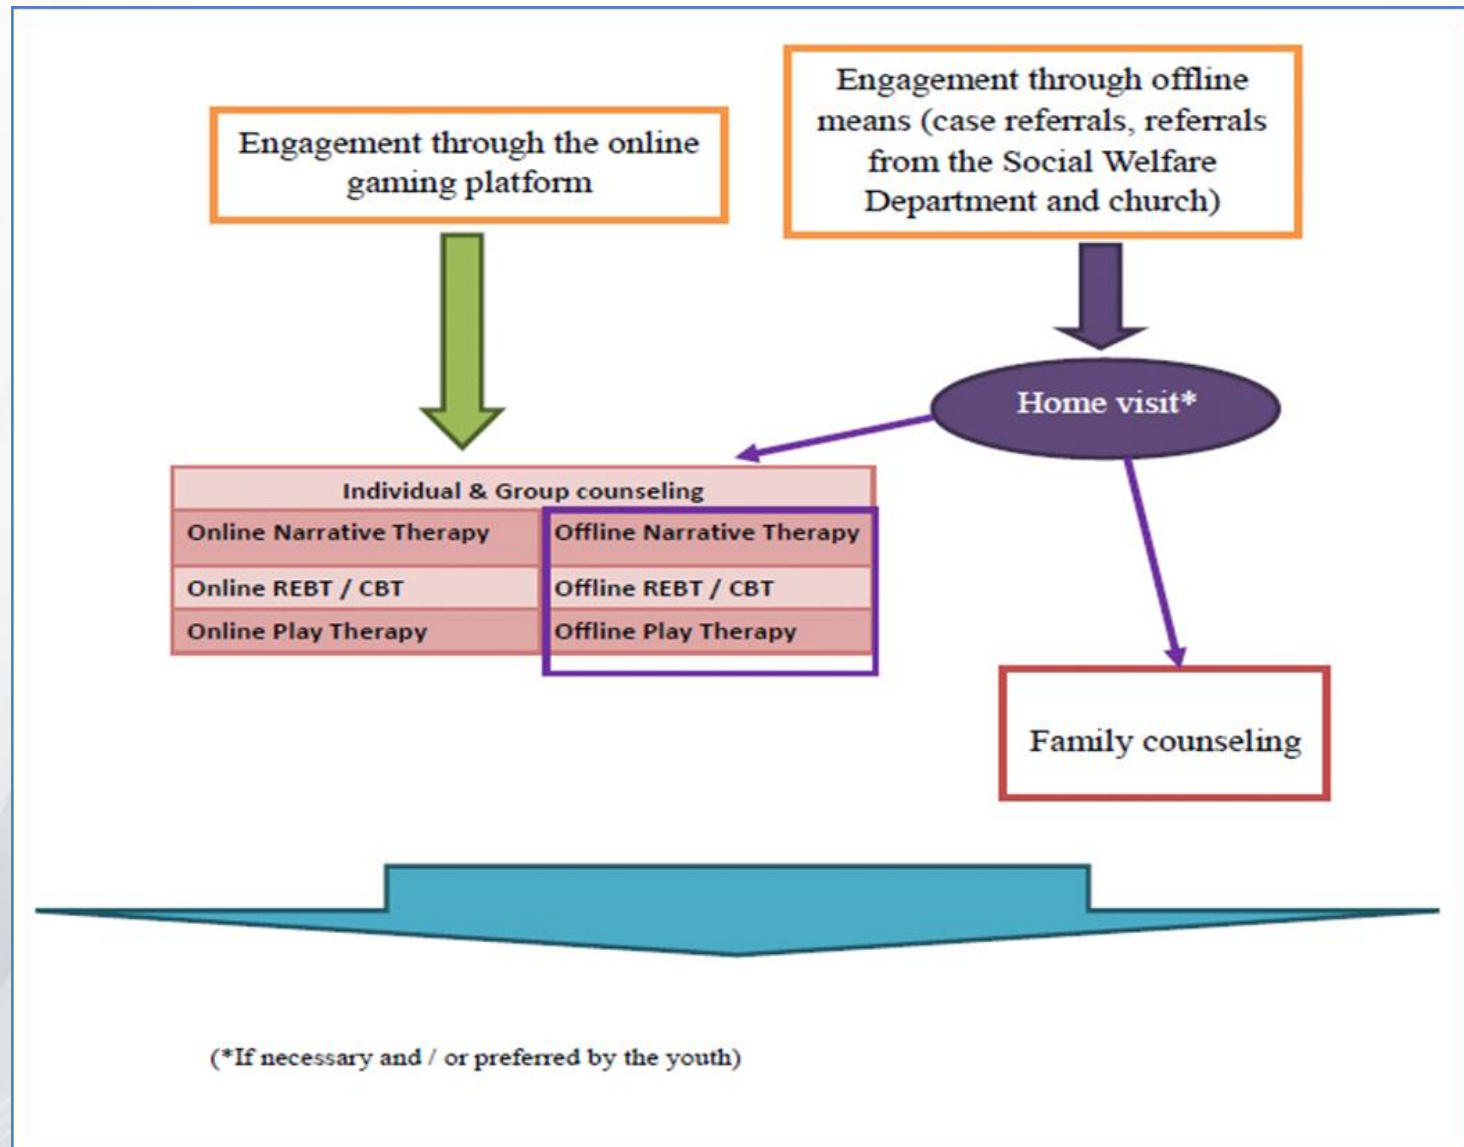 Engagement through the online
gaming platform
Engagement through offline
means (case referrals, referrals
from the Social Welfare
Department and church)
Home visit*
Individual & Group counseling
Online Narrative Therapy
Offline Narrative Therapy
Online REBT / CBT
Offline REBT / CBT
Online Play Therapy
Offline Play Therapy
Family counseling
(*If necessary and / or preferred by the youth)